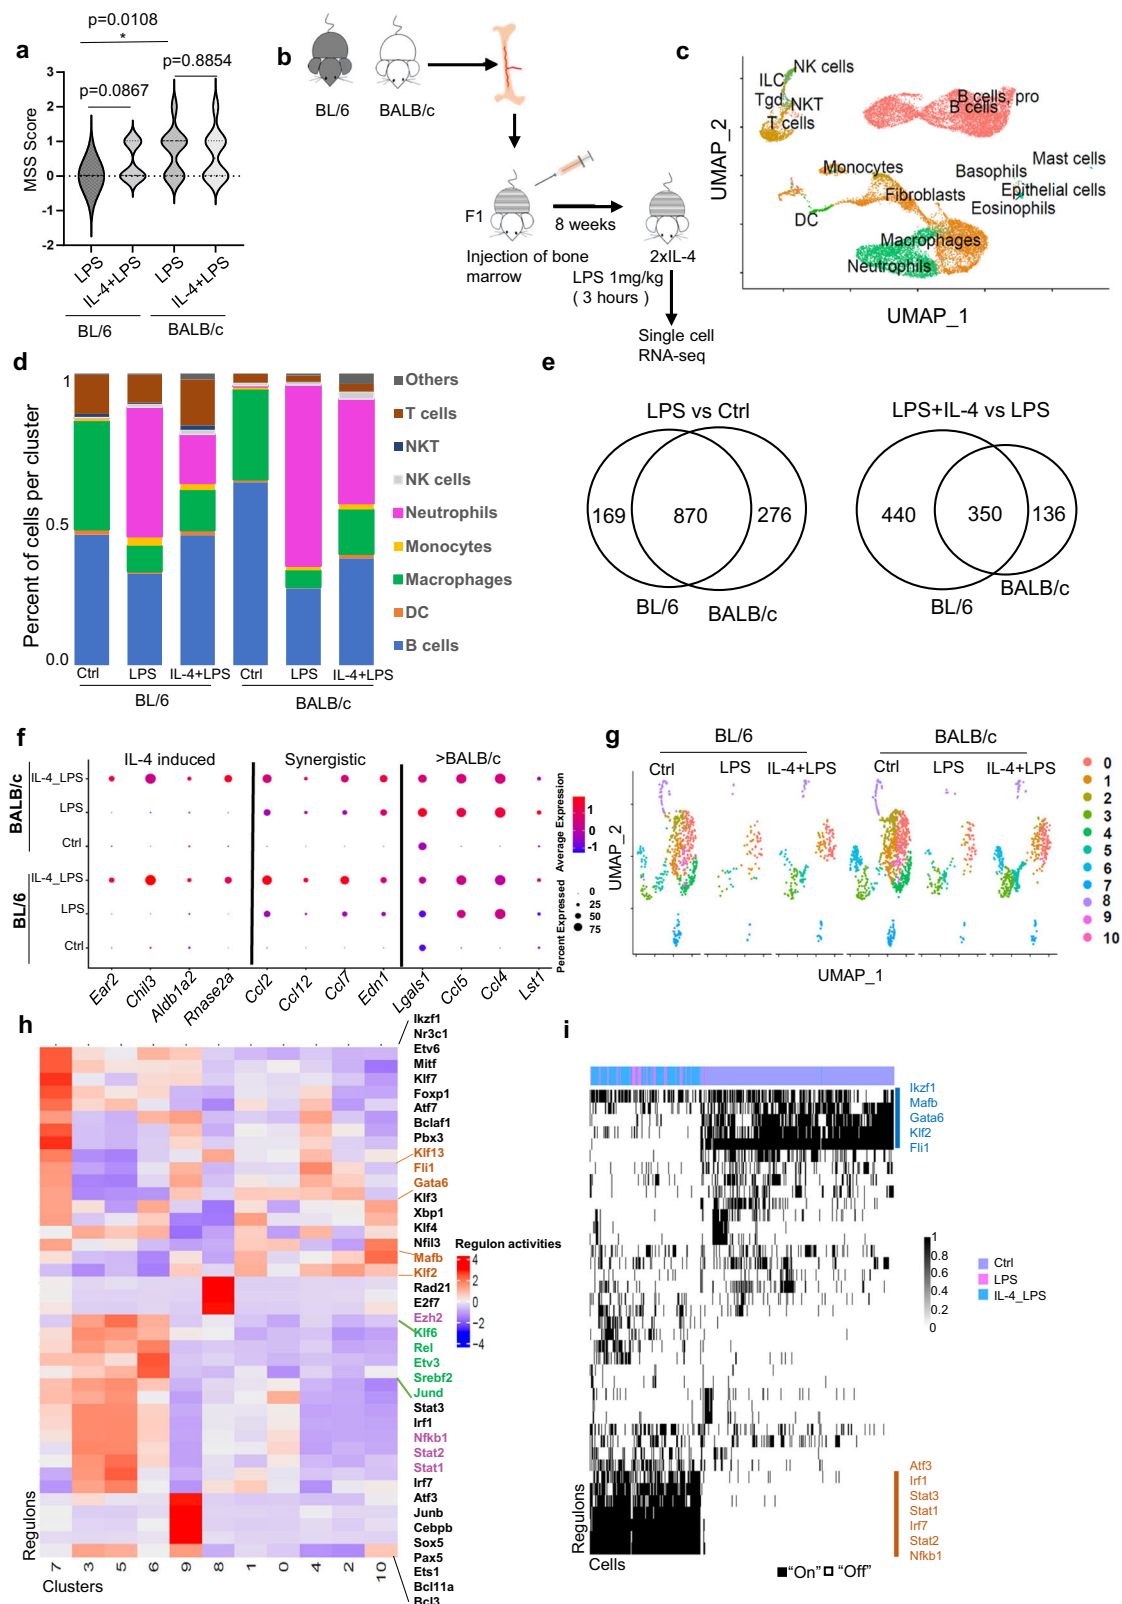 a
p=0.0108
*
p=0.8854
p=0.0867
MSS Score
3
2
1
0
-1
-2
LPS
IL-4+LPS
LPS
IL-4+LPS
BL/6
BALB/c
b
BL/6
BALB/c
F1
8 weeks
Injection of bone
marrow
2xIL-4
LPS 1mg/kg
( 3 hours )
Single cell
RNA-seq
c
NK cells
ILC
Tgd
NKT
T cells
B cells, pro
B cells
Monocytes
Fibroblasts
DC
Basophils
Mast cells
Epithelial cells
Eosinophils
Macrophages
Neutrophils
UMAP_2
UMAP_1
d
Percent of cells per cluster
1
0.5
0.0
Ctrl
LPS
IL-4+LPS
Ctrl
LPS
IL-4+LPS
BL/6
BALB/c
Others
T cells
NKT
NK cells
Neutrophils
Monocytes
Macrophages
DC
B cells
e
LPS vs Ctrl
169
870
276
BL/6
BALB/c
LPS+IL-4 vs LPS
440
350
136
BL/6
BALB/c
f
IL-4 induced
Synergistic
>BALB/c
BALB/c
IL-4_LPS
LPS
Ctrl
BL/6
IL-4_LPS
LPS
Ctrl
Ear2
Chil3
Aldb1a2
Rnase2a
Ccl2
Ccl12
Ccl7
Edn1
Lgals1
Ccl5
Ccl4
Lst1
Average Expression
1
0
-1
Percent Expressed
0
25
50
75
g
BL/6
BALB/c
Ctrl
LPS
IL-4+LPS
Ctrl
LPS
IL-4+LPS
UMAP_2
UMAP_1
0
1
2
3
4
5
6
7
8
9
10
h
Ikzf1
Nr3c1
Etv6
Mitf
Klf7
Foxp1
Atf7
Bclaf1
Pbx3
Klf13
Fli1
Gata6
Klf3
Xbp1
Klf4
Nfil3
Mafb
Klf2
Rad21
E2f7
Ezh2
Klf6
Rel
Etv3
Srebf2
Jund
Stat3
Irf1
Nfkb1
Stat2
Stat1
Irf7
Atf3
Junb
Cebpb
Sox5
Pax5
Ets1
Bcl11a
Bcl3
Regulon activities
4
2
0
−2
−4
Regulons
7
3
5
6
9
8
1
0
4
2
10
Clusters
i
Ikzf1
Mafb
Gata6
Klf2
Fli1
1
0.8
0.6
0.4
0.2
0
Ctrl
LPS
IL-4_LPS
Atf3
Irf1
Stat3
Stat1
Irf7
Stat2
Nfkb1
Regulons
Cells
"On" "Off"